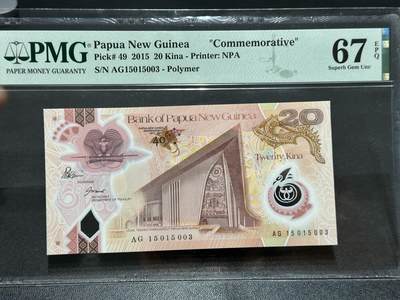 PMG
PAPER MONEY GUARANTY
Papua New Guinea "Commemorative"
Pick# 49 2015 20 Kina - Printer: NPA
S/N AG15015003 - Polymer
67 EPQ
Superb Gem Unc
Bank of Papua New Guinea
20
40
Twenty Kina
AG 15015003
AG 15015003